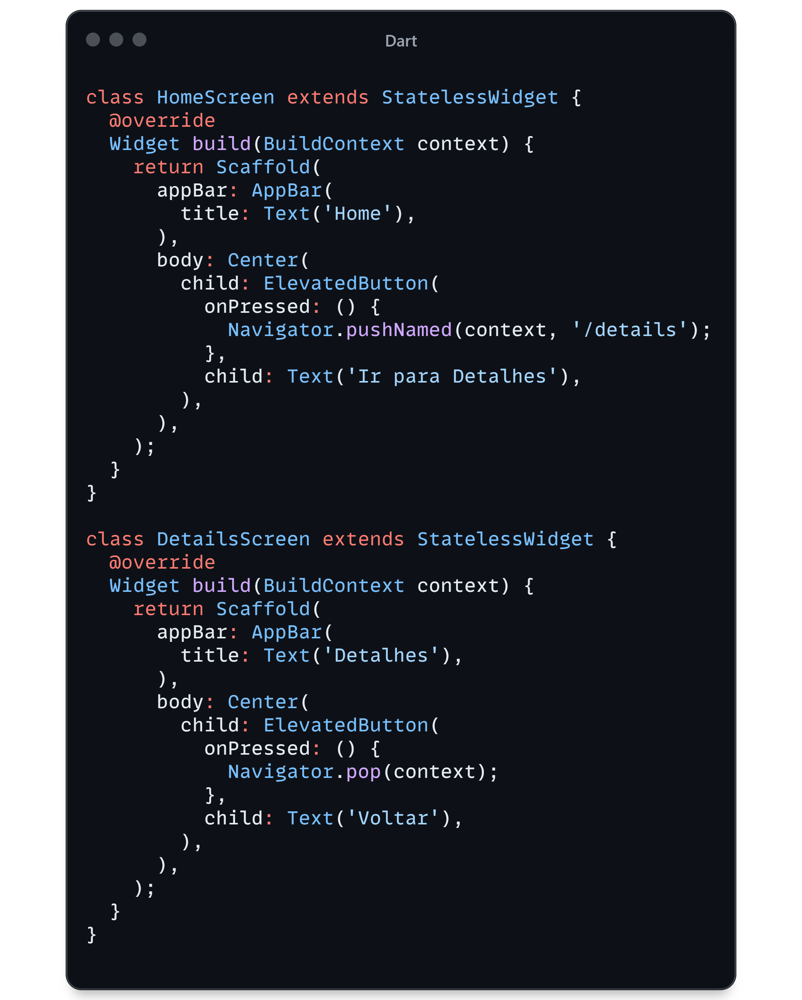 Dart
class HomeScreen extends StatelessWidget {
  @override
  Widget build(BuildContext context) {
    return Scaffold(
      appBar: AppBar(
        title: Text('Home'),
      ),
      body: Center(
        child: ElevatedButton(
          onPressed: () {
            Navigator.pushNamed(context, '/details');
          },
          child: Text('Ir para Detalhes'),
        ),
      ),
    );
  }
}

class DetailsScreen extends StatelessWidget {
  @override
  Widget build(BuildContext context) {
    return Scaffold(
      appBar: AppBar(
        title: Text('Detalhes'),
      ),
      body: Center(
        child: ElevatedButton(
          onPressed: () {
            Navigator.pop(context);
          },
          child: Text('Voltar'),
        ),
      ),
    );
  }
}